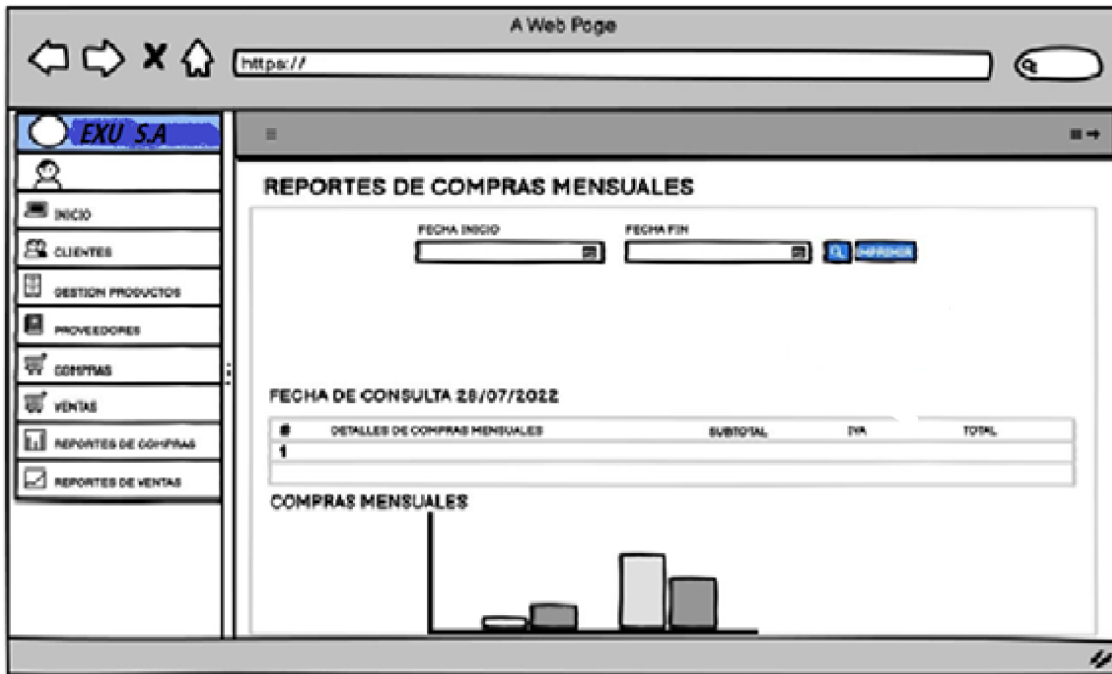 A Web Page
https://
EXU S.A
INICIO
CLIENTES
GESTION PRODUCTOS
PROVEEDORES
COMPRAS
VENTAS
REPORTES DE COMPRAS
REPORTES DE VENTAS
REPORTES DE COMPRAS MENSUALES
FECHA INICIO FECHA FIN
IMPRIMIR
FECHA DE CONSULTA 28/07/2022
# DETALLES DE COMPRAS MENSUALES SUBTOTAL IVA TOTAL
1
COMPRAS MENSUALES